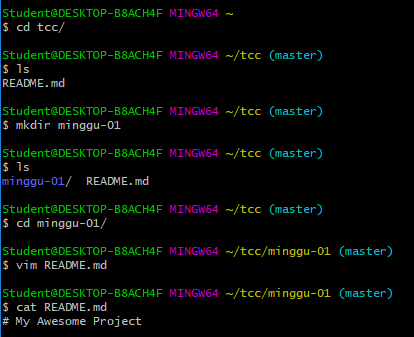 Student@DESKTOP-B8ACH4F MINGW64 ~
$ cd tcc/
Student@DESKTOP-B8ACH4F MINGW64 ~/tcc (master)
$ ls
README.md
Student@DESKTOP-B8ACH4F MINGW64 ~/tcc (master)
$ mkdir minggu-01
Student@DESKTOP-B8ACH4F MINGW64 ~/tcc (master)
$ ls
minggu-01/  README.md
Student@DESKTOP-B8ACH4F MINGW64 ~/tcc (master)
$ cd minggu-01/
Student@DESKTOP-B8ACH4F MINGW64 ~/tcc/minggu-01 (master)
$ vim README.md
Student@DESKTOP-B8ACH4F MINGW64 ~/tcc/minggu-01 (master)
$ cat README.md
# My Awesome Project